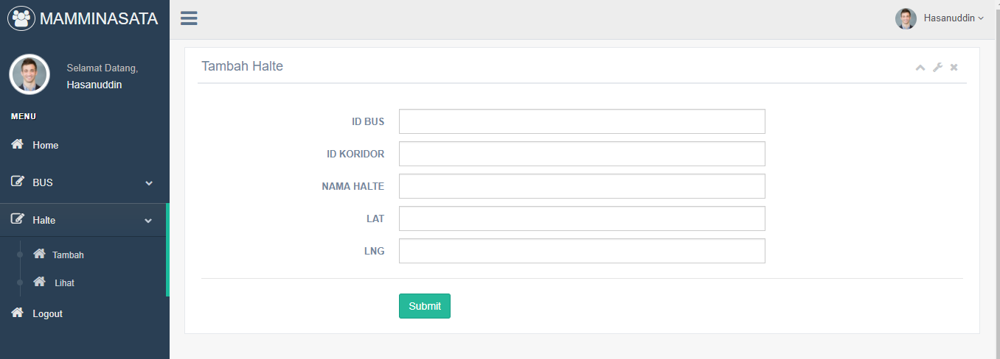 MAMMINASATA
Hasanuddin
Selamat Datang,
Hasanuddin
MENU
Home
BUS
Halte
Tambah
Lihat
Logout
Tambah Halte
ID BUS
ID KORIDOR
NAMA HALTE
LAT
LNG
Submit